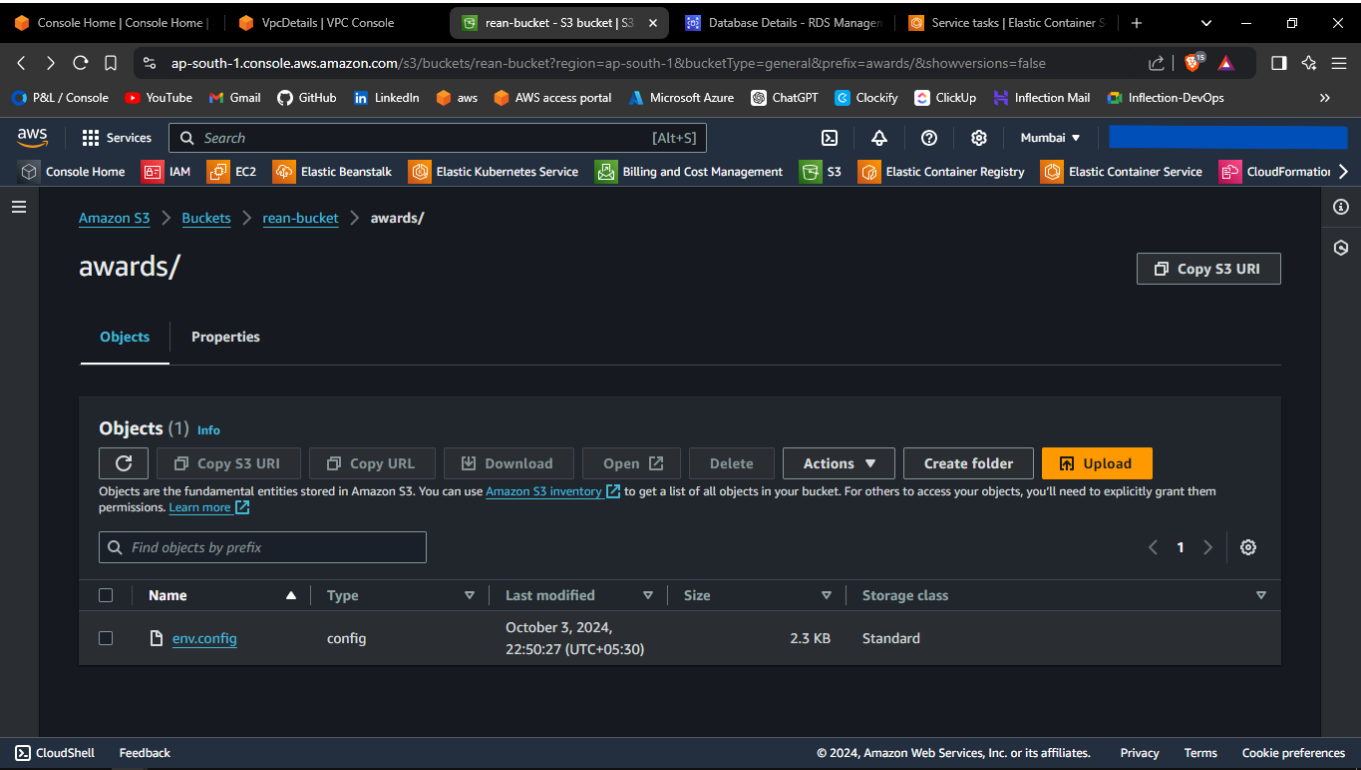 Console Home | Console Home |
VpcDetails | VPC Console
rean-bucket - S3 bucket | S3
Database Details - RDS Manage
Service tasks | Elastic Container S
ap-south-1.console.aws.amazon.com/s3/buckets/rean-bucket?region=ap-south-1&bucketType=general&prefix=awards/&showversions=false
15
P&L / Console YouTube Gmail GitHub LinkedIn aws AWS access portal Microsoft Azure ChatGPT Clockify ClickUp Inflection Mail Inflection-DevOps »
aws Services Search [Alt+S] Mumbai ▼
Console Home IAM EC2 Elastic Beanstalk Elastic Kubernetes Service Billing and Cost Management S3 Elastic Container Registry Elastic Container Service CloudFormation
Amazon S3 > Buckets > rean-bucket > awards/
awards/
Copy S3 URI
Objects Properties
Objects (1) Info
Copy S3 URI Copy URL Download Open Delete Actions ▼ Create folder Upload
Objects are the fundamental entities stored in Amazon S3. You can use Amazon S3 inventory to get a list of all objects in your bucket. For others to access your objects, you'll need to explicitly grant them
permissions. Learn more
Find objects by prefix
< 1 >
Name Type Last modified Size Storage class
env.config config October 3, 2024, 2.3 KB Standard
22:50:27 (UTC+05:30)
CloudShell Feedback © 2024, Amazon Web Services, Inc. or its affiliates. Privacy Terms Cookie preferences